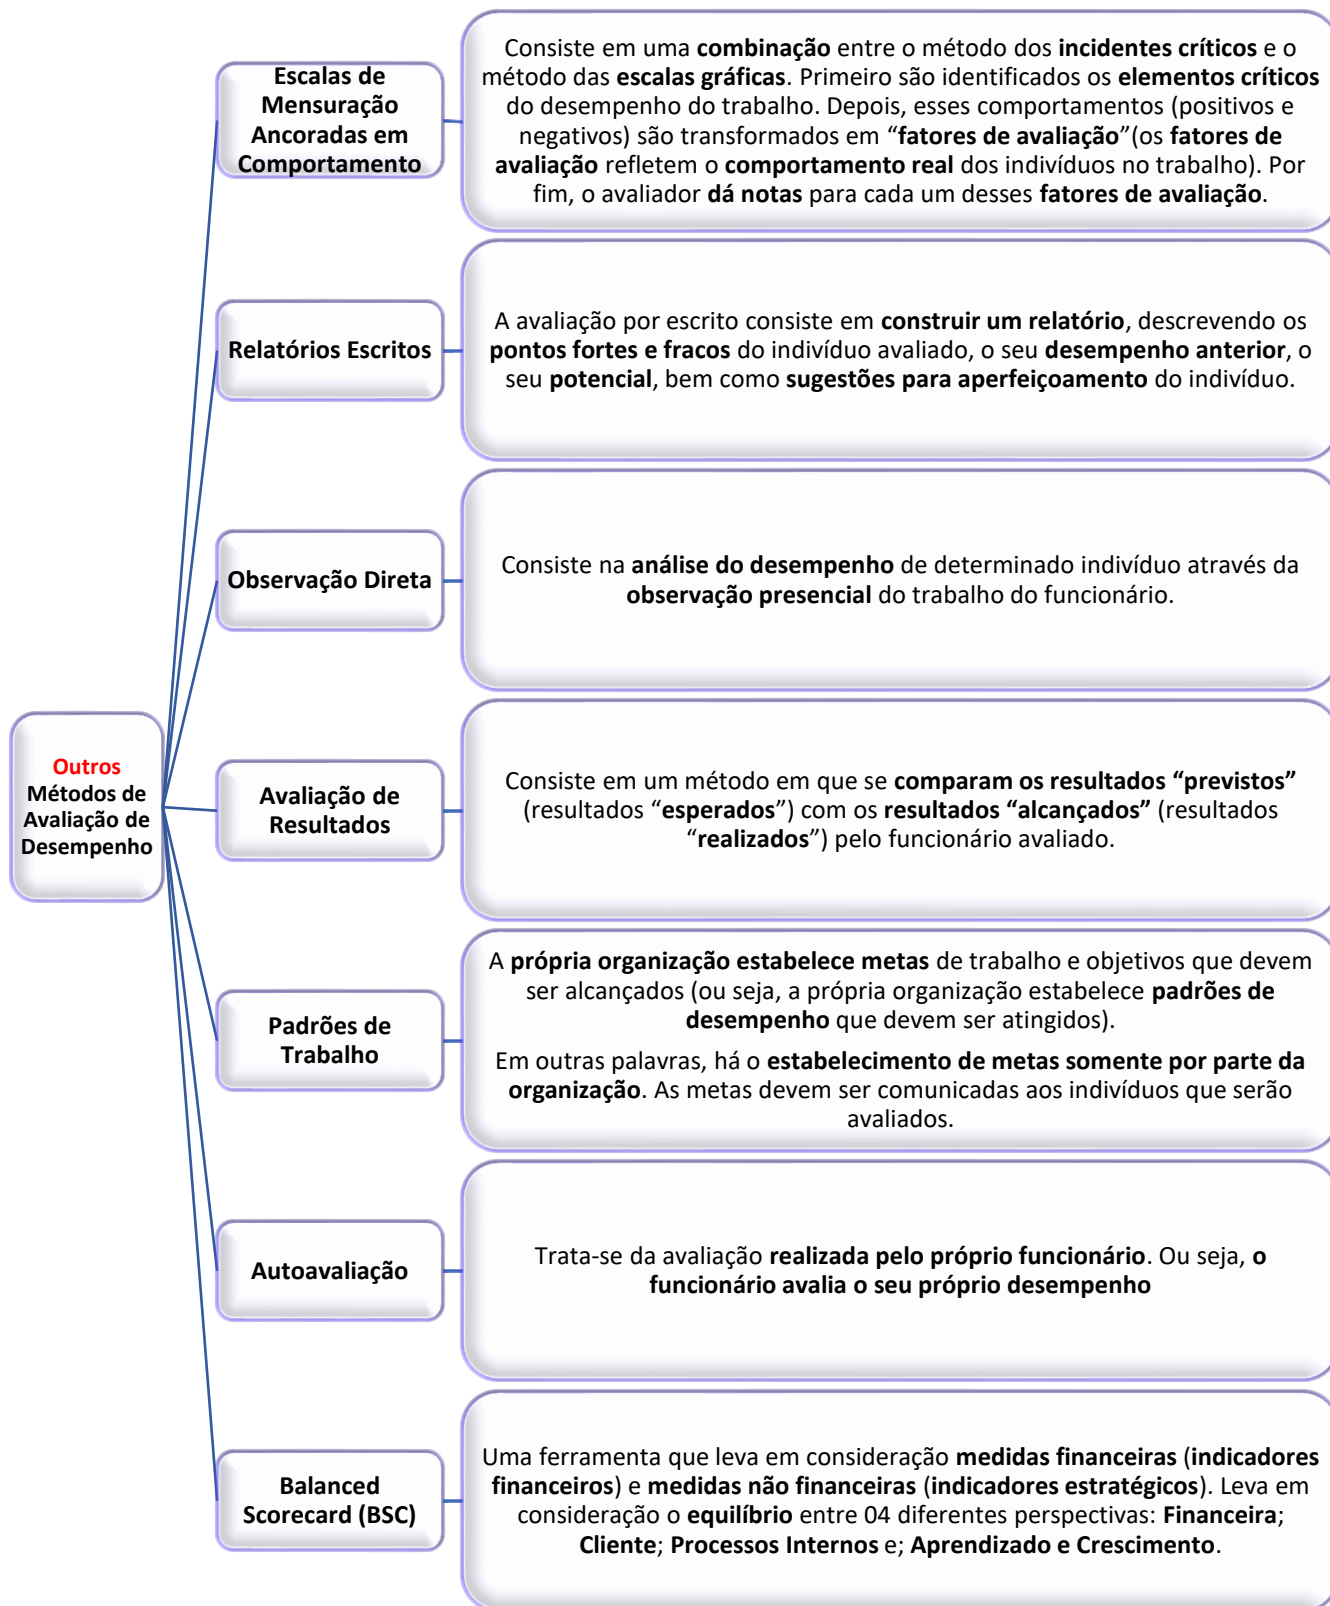 Outros
Métodos de
Avaliação de
Desempenho
Escalas de
Mensuração
Ancoradas em
Comportamento
Consiste em uma combinação entre o método dos incidentes críticos e o
método das escalas gráficas. Primeiro são identificados os elementos críticos
do desempenho do trabalho. Depois, esses comportamentos (positivos e
negativos) são transformados em “fatores de avaliação”(os fatores de
avaliação refletem o comportamento real dos indivíduos no trabalho). Por
fim, o avaliador dá notas para cada um desses fatores de avaliação.
Relatórios Escritos
A avaliação por escrito consiste em construir um relatório, descrevendo os
pontos fortes e fracos do indivíduo avaliado, o seu desempenho anterior, o
seu potencial, bem como sugestões para aperfeiçoamento do indivíduo.
Observação Direta
Consiste na análise do desempenho de determinado indivíduo através da
observação presencial do trabalho do funcionário.
Avaliação de
Resultados
Consiste em um método em que se comparam os resultados “previstos”
(resultados “esperados”) com os resultados “alcançados” (resultados
“realizados”) pelo funcionário avaliado.
Padrões de
Trabalho
A própria organização estabelece metas de trabalho e objetivos que devem
ser alcançados (ou seja, a própria organização estabelece padrões de
desempenho que devem ser atingidos).
Em outras palavras, há o estabelecimento de metas somente por parte da
organização. As metas devem ser comunicadas aos indivíduos que serão
avaliados.
Autoavaliação
Trata-se da avaliação realizada pelo próprio funcionário. Ou seja, o
funcionário avalia o seu próprio desempenho
Balanced
Scorecard (BSC)
Uma ferramenta que leva em consideração medidas financeiras (indicadores
financeiros) e medidas não financeiras (indicadores estratégicos). Leva em
consideração o equilíbrio entre 04 diferentes perspectivas: Financeira;
Cliente; Processos Internos e; Aprendizado e Crescimento.